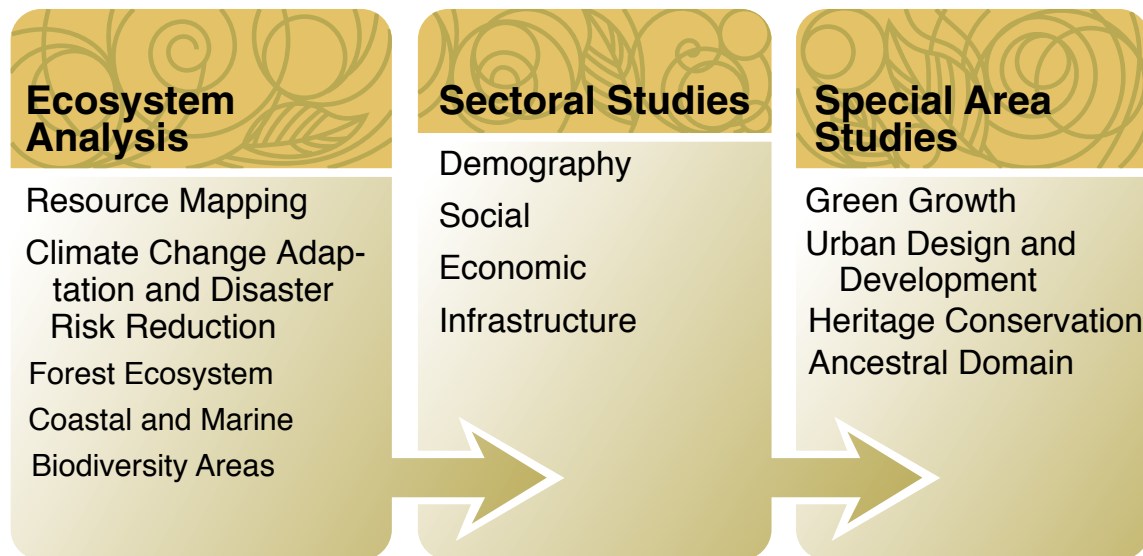 Ecosystem
Analysis
Resource Mapping
Climate Change Adap-
tation and Disaster
Risk Reduction
Forest Ecosystem
Coastal and Marine
Biodiversity Areas
Sectoral Studies
Demography
Social
Economic
Infrastructure
Special Area
Studies
Green Growth
Urban Design and
Development
Heritage Conservation
Ancestral Domain